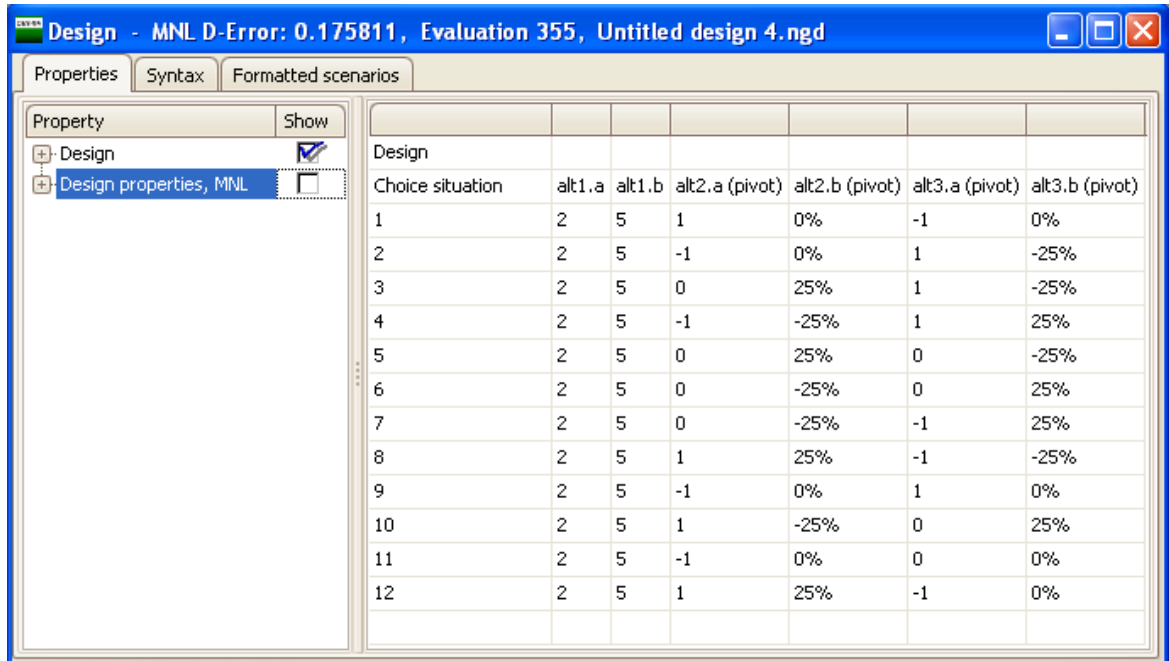 Design - MNL D-Error: 0.175811, Evaluation 355, Untitled design 4.ngd
Properties Syntax Formatted scenarios
Property Show
Design
Design properties, MNL
Design
Choice situation alt1.a alt1.b alt2.a (pivot) alt2.b (pivot) alt3.a (pivot) alt3.b (pivot)
1 2 5 1 0% -1 0%
2 2 5 -1 0% 1 -25%
3 2 5 0 25% 1 -25%
4 2 5 -1 -25% 1 25%
5 2 5 0 25% 0 -25%
6 2 5 0 -25% 0 25%
7 2 5 0 -25% -1 25%
8 2 5 1 25% -1 -25%
9 2 5 -1 0% 1 0%
10 2 5 1 -25% 0 25%
11 2 5 -1 0% 0 0%
12 2 5 1 25% -1 0%